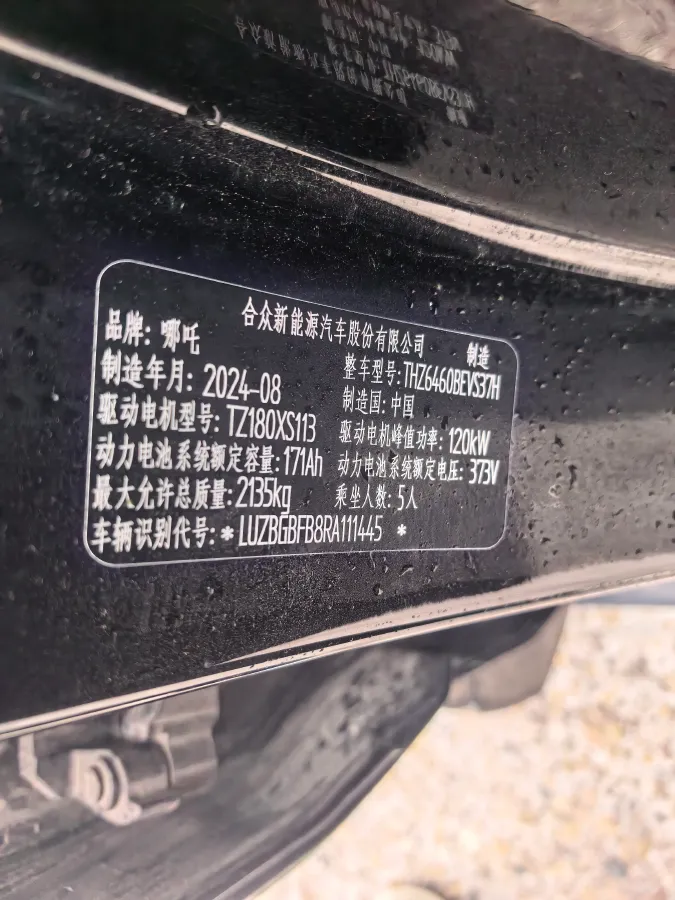 合众新能源汽车股份有限公司 制造
品牌: 哪吒
整车型号: THZ6460BEVS37H
制造年月: 2024-08
制造国: 中国
驱动电机型号: TZ180XS113
驱动电机峰值功率: 120kW
动力电池系统额定容量: 171Ah
动力电池系统额定电压: 373V
最大允许总质量: 2135kg
乘坐人数: 5人
车辆识别代号: * LUZBGBFB8RA111445 *